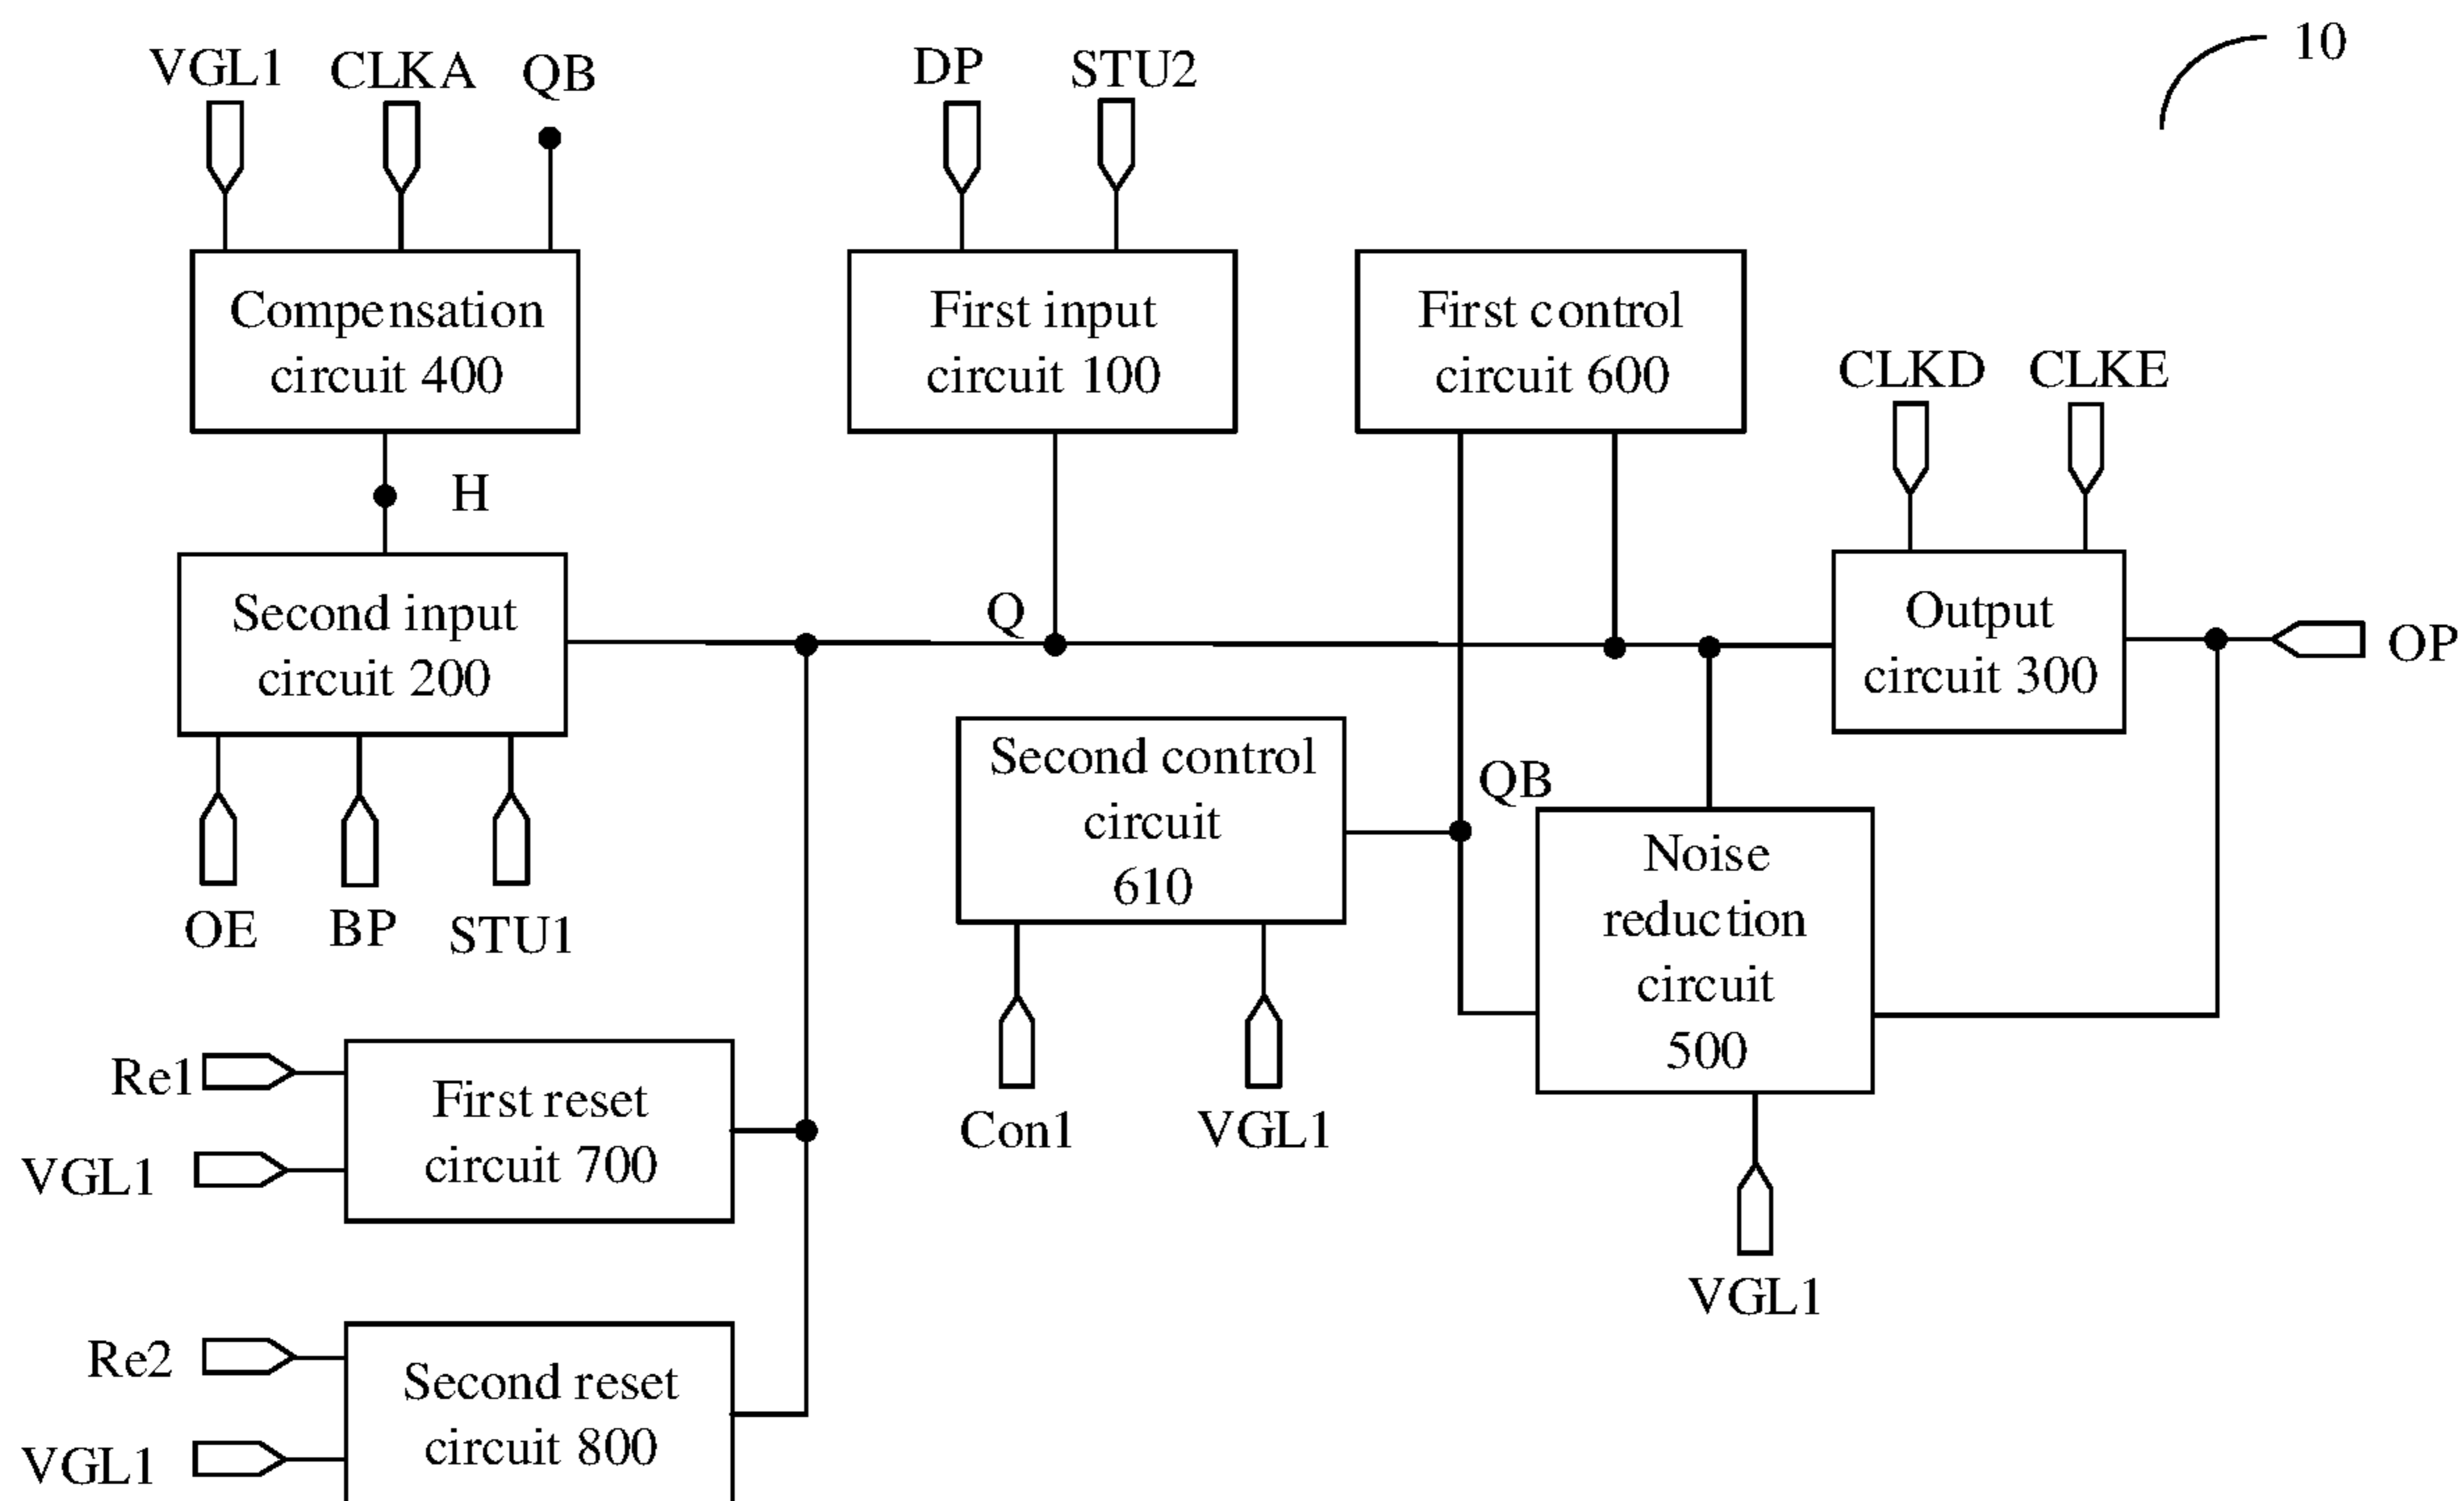 10
VGL1
CLKA
QB
DP
STU2
Compensation
circuit 400
First input
circuit 100
First control
circuit 600
CLKD
CLKE
H
Second input
circuit 200
Q
Output
circuit 300
OP
Second control
circuit
610
QB
Noise
reduction
circuit
500
OE
BP
STU1
Re1
VGL1
First reset
circuit 700
Con1
VGL1
VGL1
Re2
VGL1
Second reset
circuit 800